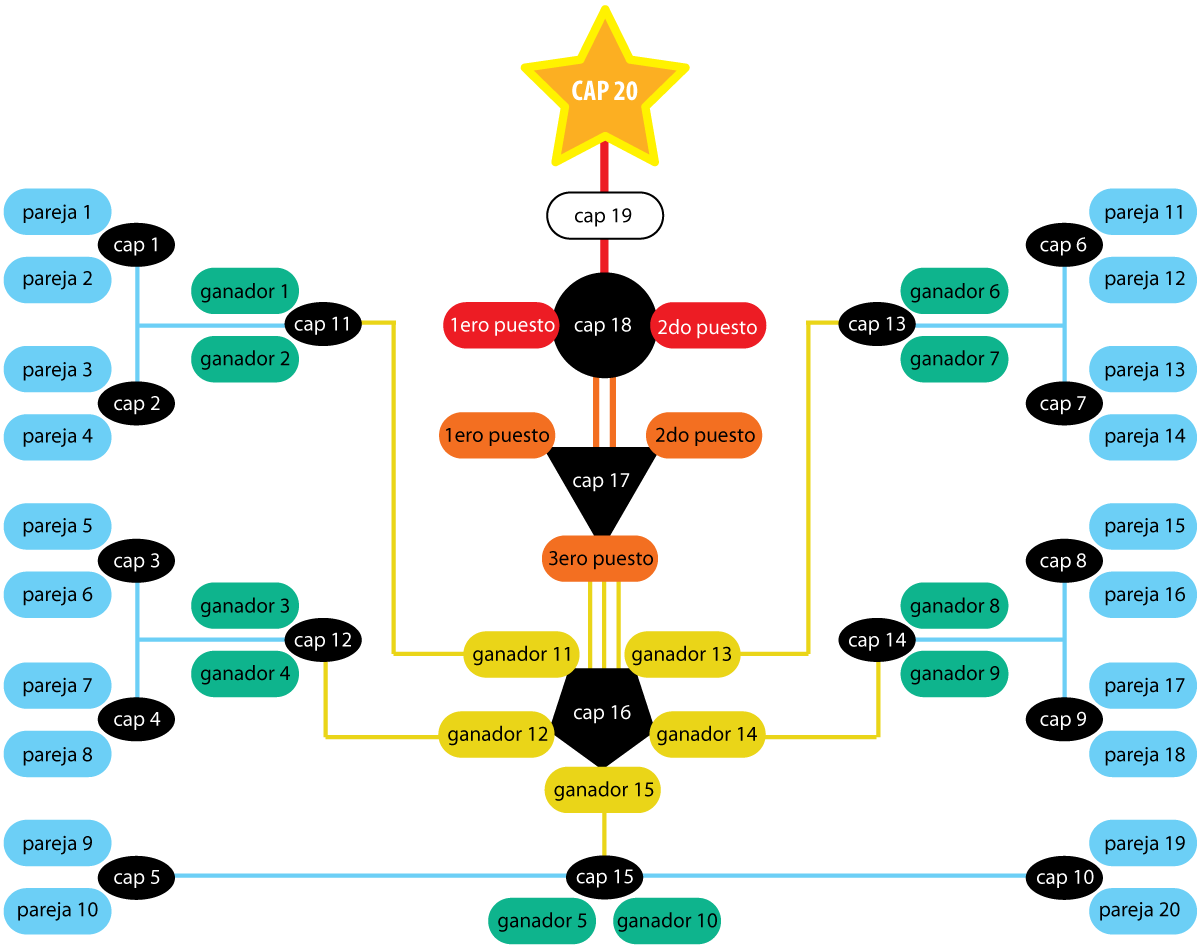 CAP 20
cap 19
pareja 1
cap 1
pareja 2
ganador 1
cap 11
ganador 2
pareja 3
cap 2
pareja 4
pareja 5
cap 3
pareja 6
ganador 3
cap 12
ganador 4
pareja 7
cap 4
pareja 8
pareja 9
cap 5
pareja 10
1ero puesto
cap 18
2do puesto
1ero puesto
2do puesto
cap 17
3ero puesto
ganador 11
ganador 13
cap 16
ganador 12
ganador 14
ganador 15
cap 15
ganador 5
ganador 10
pareja 11
cap 6
pareja 12
ganador 6
cap 13
ganador 7
pareja 13
cap 7
pareja 14
pareja 15
cap 8
pareja 16
ganador 8
cap 14
ganador 9
pareja 17
cap 9
pareja 18
pareja 19
cap 10
pareja 20